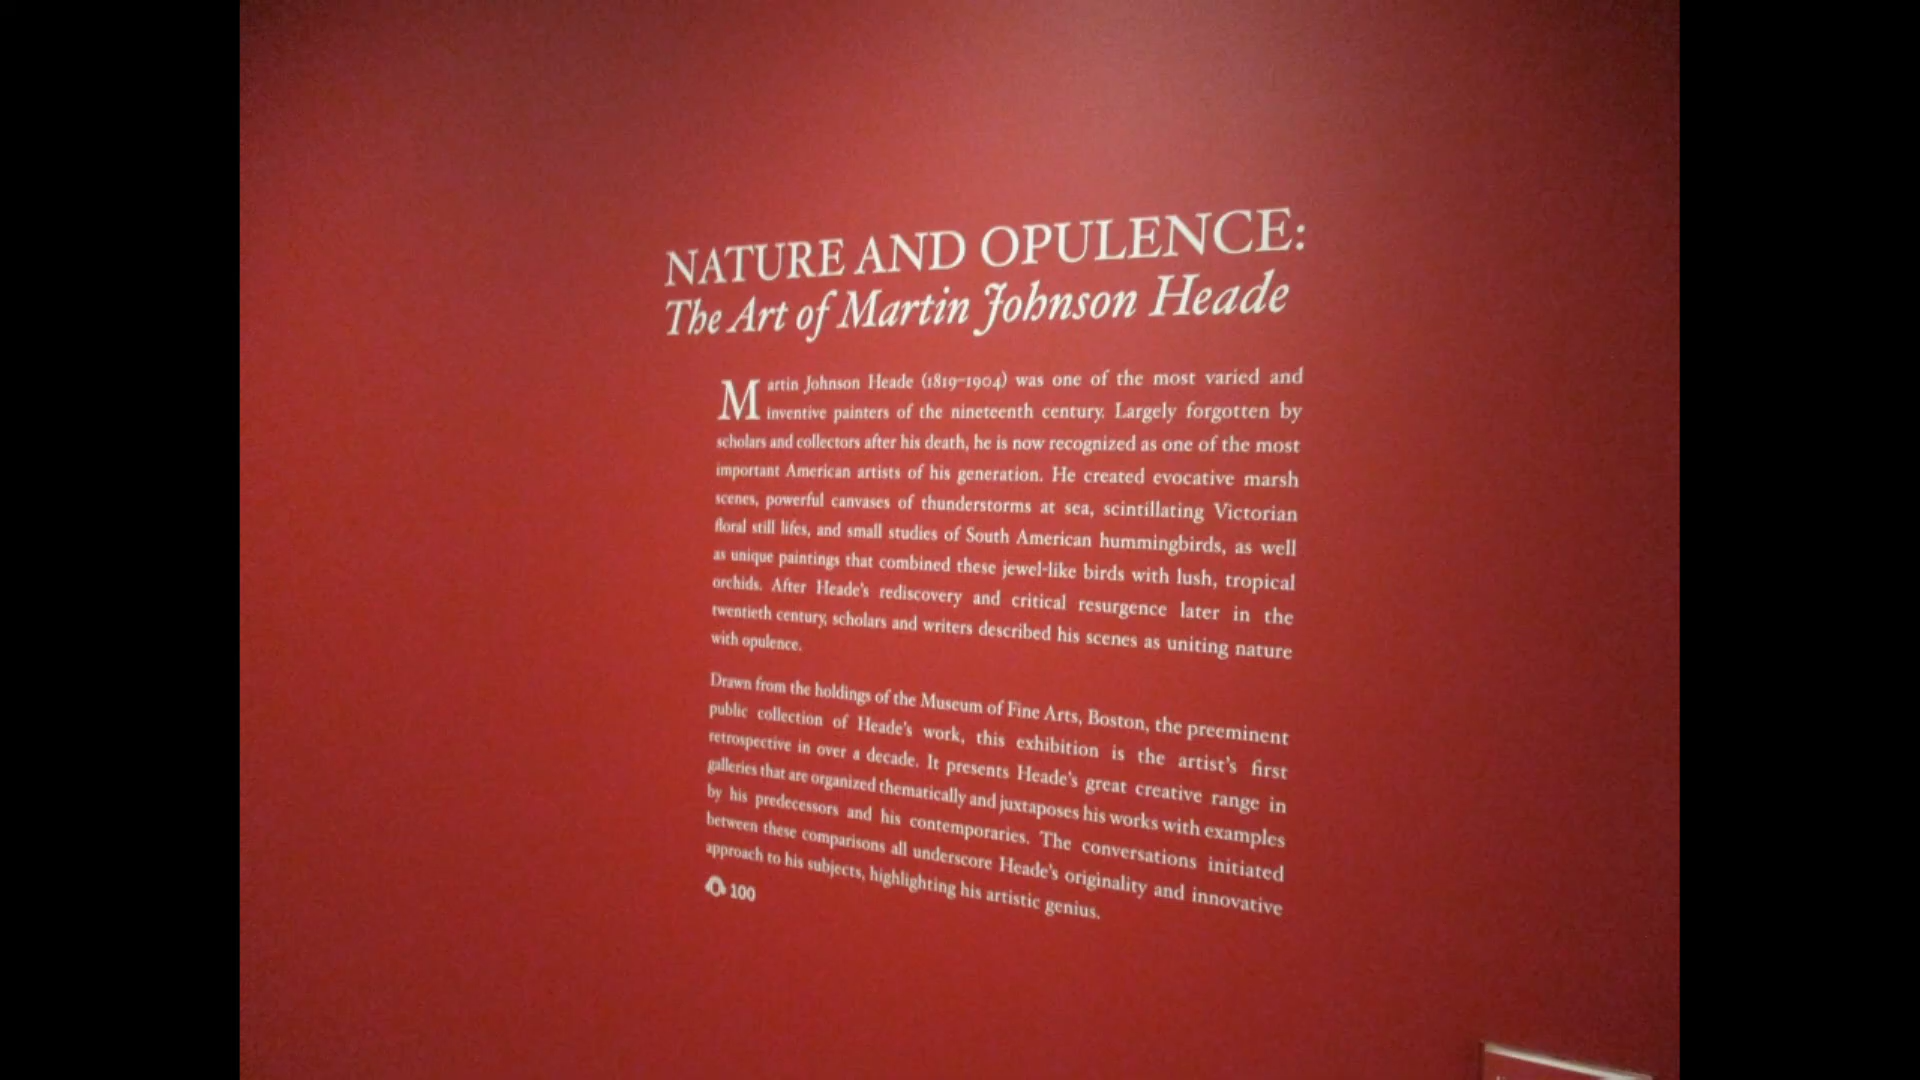 NATURE AND OPULENCE:
The Art of Martin Johnson Heade
Martin Johnson Heade (1819–1904) was one of the most varied and
inventive painters of the nineteenth century. Largely forgotten by
scholars and collectors after his death, he is now recognized as one of the most
important American artists of his generation. He created evocative marsh
scenes, powerful canvases of thunderstorms at sea, scintillating Victorian
floral still lifes, and small studies of South American hummingbirds, as well
as unique paintings that combined these jewel-like birds with lush, tropical
orchids. After Heade's rediscovery and critical resurgence later in the
twentieth century, scholars and writers described his scenes as uniting nature
with opulence.
Drawn from the holdings of the Museum of Fine Arts, Boston, the preeminent
public collection of Heade's work, this exhibition is the artist's first
retrospective in over a decade. It presents Heade's great creative range in
galleries that are organized thematically and juxtaposes his works with examples
by his predecessors and his contemporaries. The conversations initiated
between these comparisons all underscore Heade's originality and innovative
approach to his subjects, highlighting his artistic genius.
100